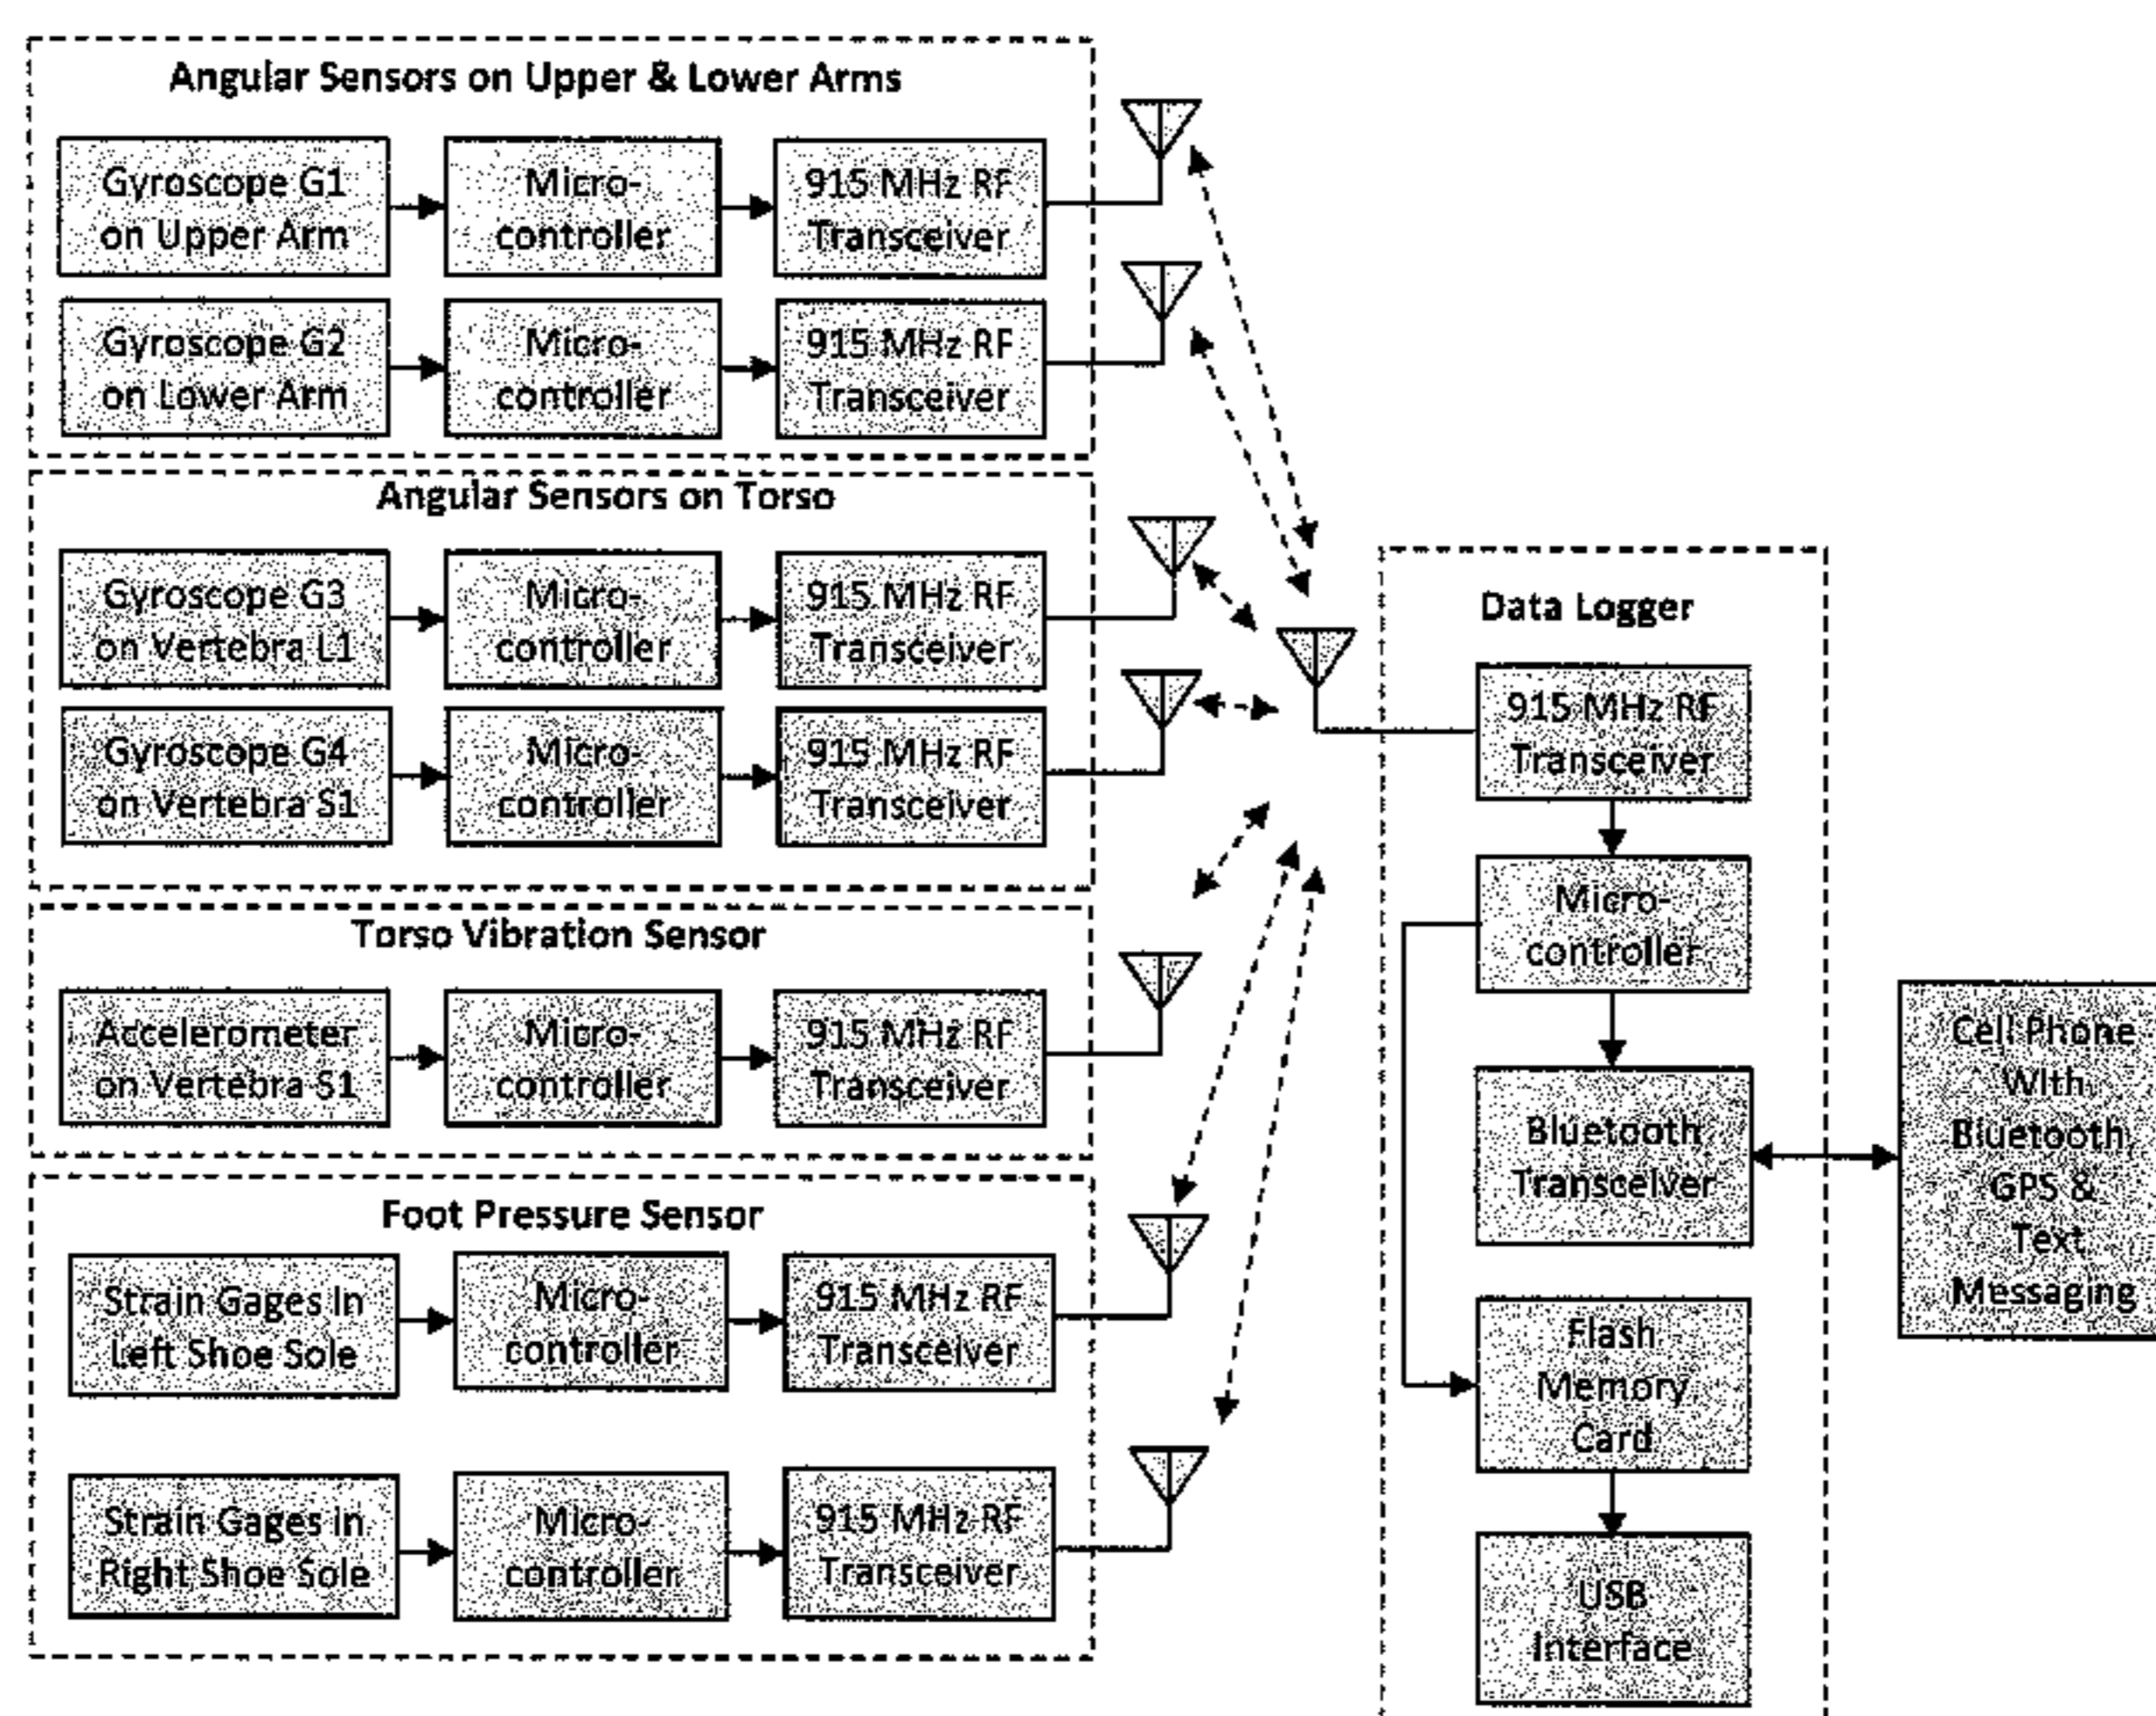 Angular Sensors on Upper & Lower Arms
Gyroscope G1
on Upper Arm
Micro-
controller
915 MHz RF
Transceiver
Gyroscope G2
on Lower Arm
Micro-
controller
915 MHz RF
Transceiver
Angular Sensors on Torso
Gyroscope G3
on Vertebra L1
Micro-
controller
915 MHz RF
Transceiver
Gyroscope G4
on Vertebra S1
Micro-
controller
915 MHz RF
Transceiver
Torso Vibration Sensor
Accelerometer
on Vertebra S1
Micro-
controller
915 MHz RF
Transceiver
Foot Pressure Sensor
Strain Gages In
Left Shoe Sole
Micro-
controller
915 MHz RF
Transceiver
Strain Gages in
Right Shoe Sole
Micro-
controller
915 MHz RF
Transceiver
Data Logger
915 MHz RF
Transceiver
Micro-
controller
Bluetooth
Transceiver
Flash
Memory
Card
USB
Interface
Cell Phone
With
Bluetooth
GPS &
Text
Messaging